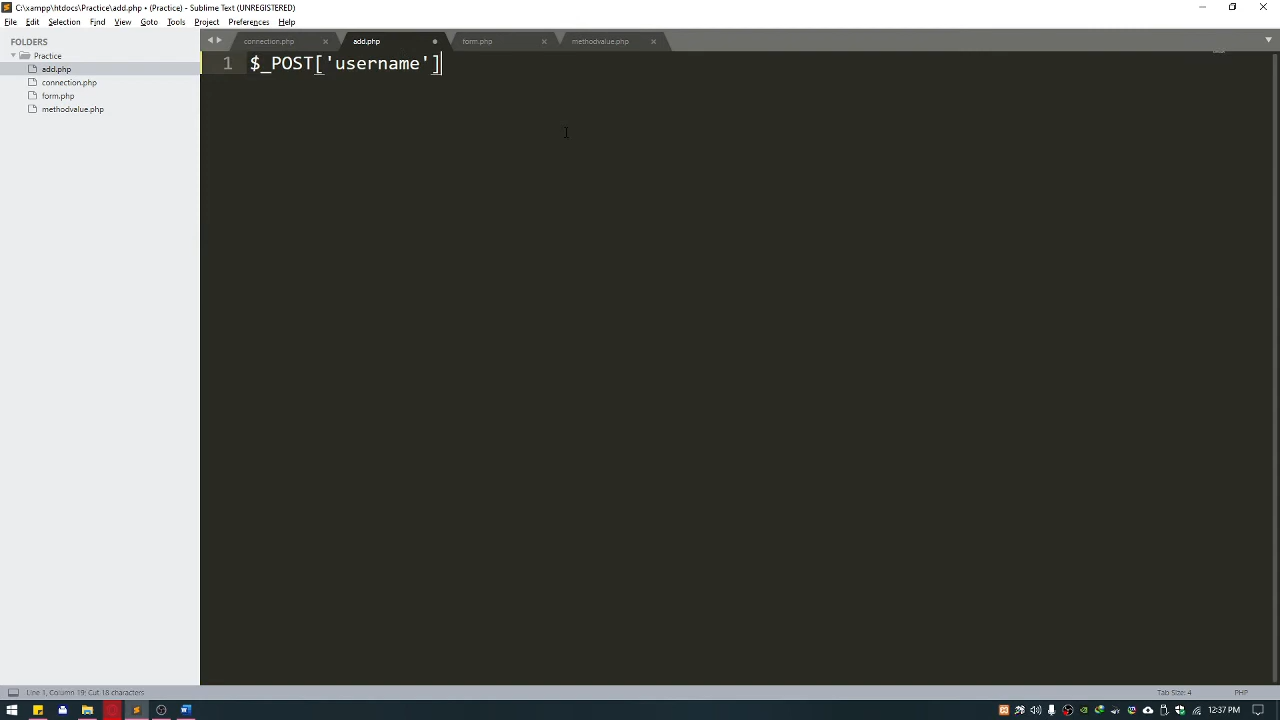 C:\xampp\htdocs\Practice\add.php • (Practice) - Sublime Text (UNREGISTERED)
File Edit Selection Find View Goto Tools Project Preferences Help
FOLDERS
Practice
add.php
connection.php
form.php
methodvalue.php
connection.php add.php form.php methodvalue.php
1 $_POST['username']
Line 1, Column 19; Cut 18 characters
Tab Size: 4 PHP
12:37 PM